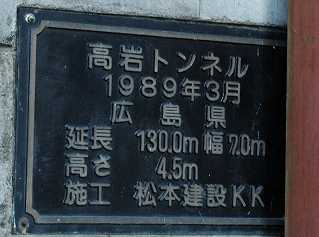 高岩トンネル
1989年3月
広島県
延長 130.0m 幅 7.0m
高さ 4.5m
施工 松本建設KK